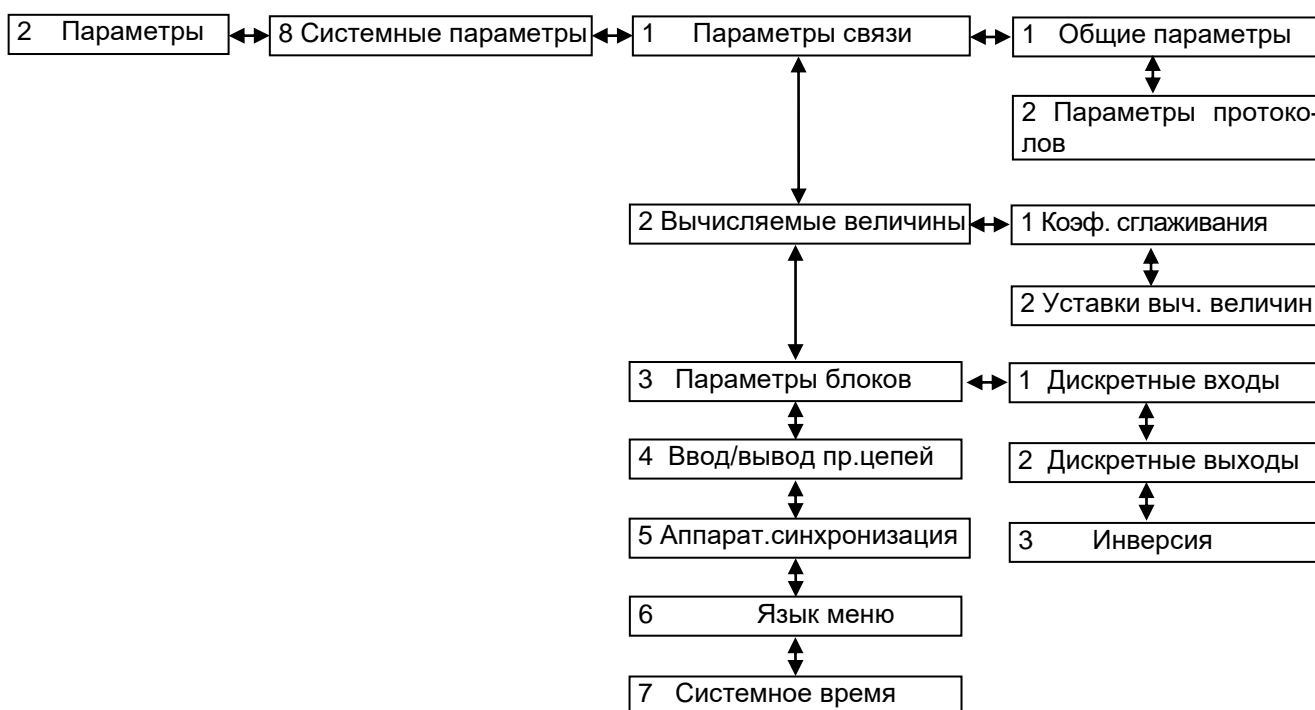 2 Параметры
8 Системные параметры
1 Параметры связи
1 Общие параметры
2 Параметры протоко-
лов
2 Вычисляемые величины
1 Коэф. сглаживания
2 Уставки выч. величин
3 Параметры блоков
1 Дискретные входы
4 Ввод/вывод пр.цепей
2 Дискретные выходы
5 Аппарат.синхронизация
3 Инверсия
6 Язык меню
7 Системное время